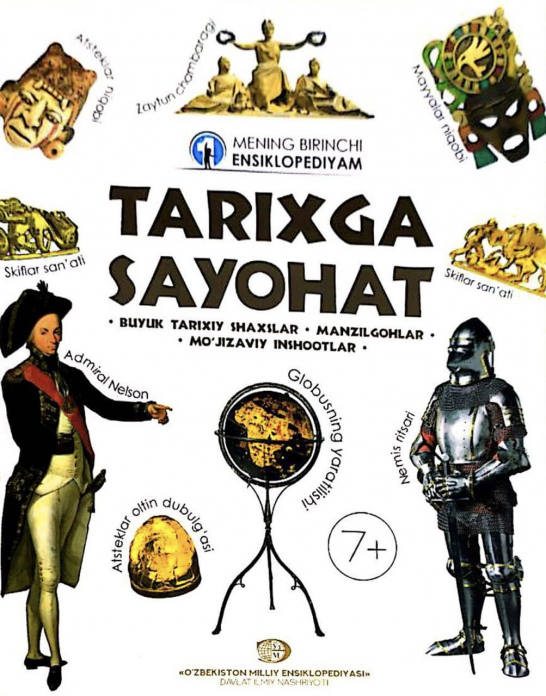 Atsteklar niqobi
Zaytun chambaragi
Mayyalar niqobi
MENING BIRINCHI
ENSIKLOPEDIYAM
TARIXGA
SAYOHAT
• BUYUK TARIXIY SHAXSLAR • MANZILGOHLAR •
• MO'JIZAVIY INSHOOTLAR •
Skiflar san'ati
Skiflar san'ati
Admiral Nelson
Globusning yaratilishi
Nemis ritsari
Atsteklar oltin dubulg'asi
7+
«O'ZBEKISTON MILLIY ENSIKLOPEDIYASI»
DAVLAT ILMIY NASHRIYOTI